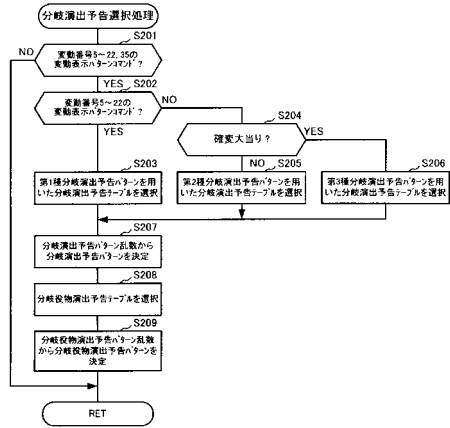 分岐演出予告選択処理
S201
NO
変動番号5～22,35の
変動表示パターンコマンド？
YES
S202
変動番号5～22の
変動表示パターンコマンド？
NO
YES
S204
確変大当り？
YES
NO
S203
第1種分岐演出予告パターンを用
いた分岐演出予告テーブルを選択
S205
第2種分岐演出予告パターンを用
いた分岐演出予告テーブルを選択
S206
第3種分岐演出予告パターンを用
いた分岐演出予告テーブルを選択
S207
分岐演出予告パターン乱数から
分岐演出予告パターンを決定
S208
分岐役物演出予告テーブルを選択
S209
分岐役物演出予告パターン乱数
から分岐役物演出予告パターンを
決定
RET